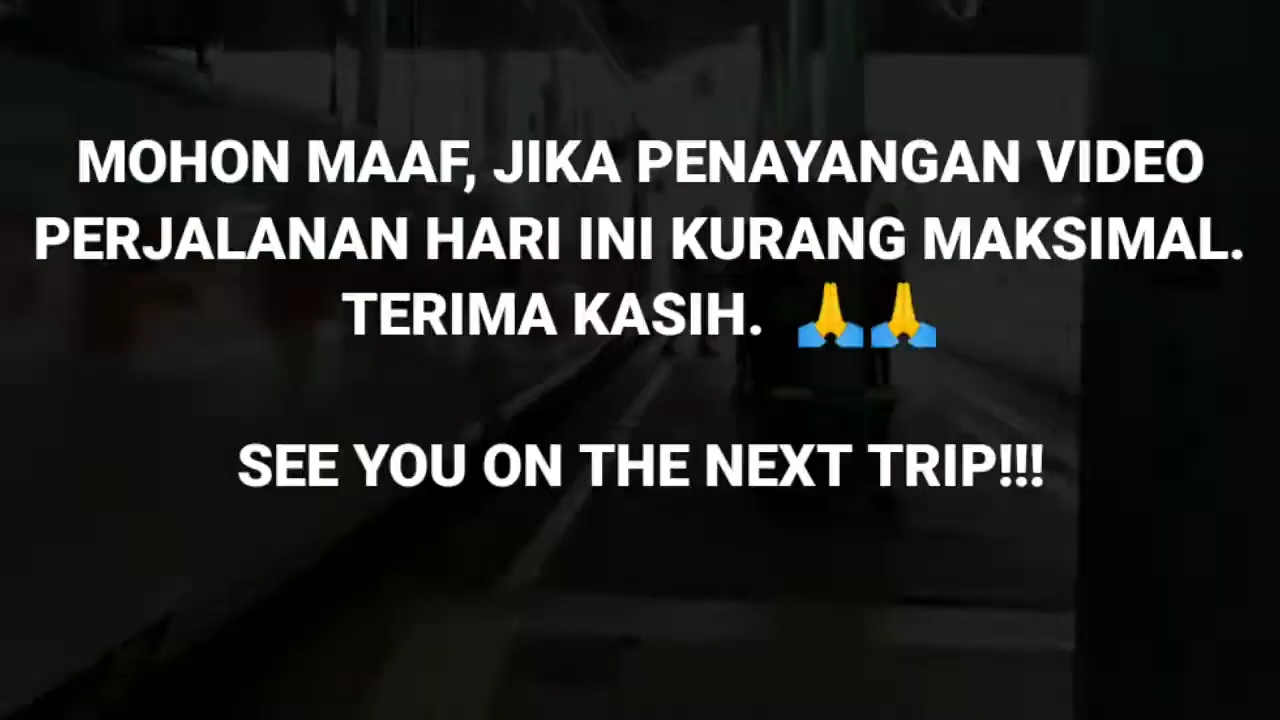 MOHON MAAF, JIKA PENAYANGAN VIDEO
PERJALANAN HARI INI KURANG MAKSIMAL.
TERIMA KASIH. 🙏🙏
SEE YOU ON THE NEXT TRIP!!!